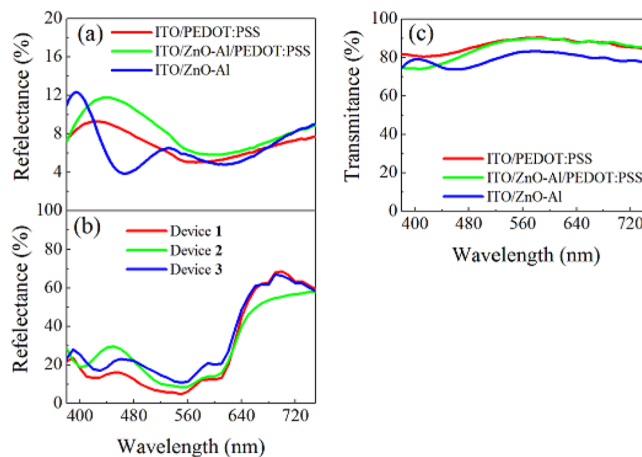 (a)
ITO/PEDOT:PSS
ITO/ZnO-Al/PEDOT:PSS
ITO/ZnO-Al
20
16
12
8
4
Refelectance (%)
(b)
Device 1
Device 2
Device 3
100
80
60
40
20
0
Refelectance (%)
400 480 560 640 720
Wavelength (nm)
(c)
ITO/PEDOT:PSS
ITO/ZnO-Al/PEDOT:PSS
ITO/ZnO-Al
100
80
60
40
20
0
Transmitance (%)
400 480 560 640 720
Wavelength (nm)